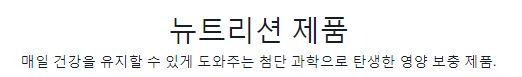 뉴트리션 제품
매일 건강을 유지할 수 있게 도와주는 첨단 과학으로 탄생한 영양 보충 제품.